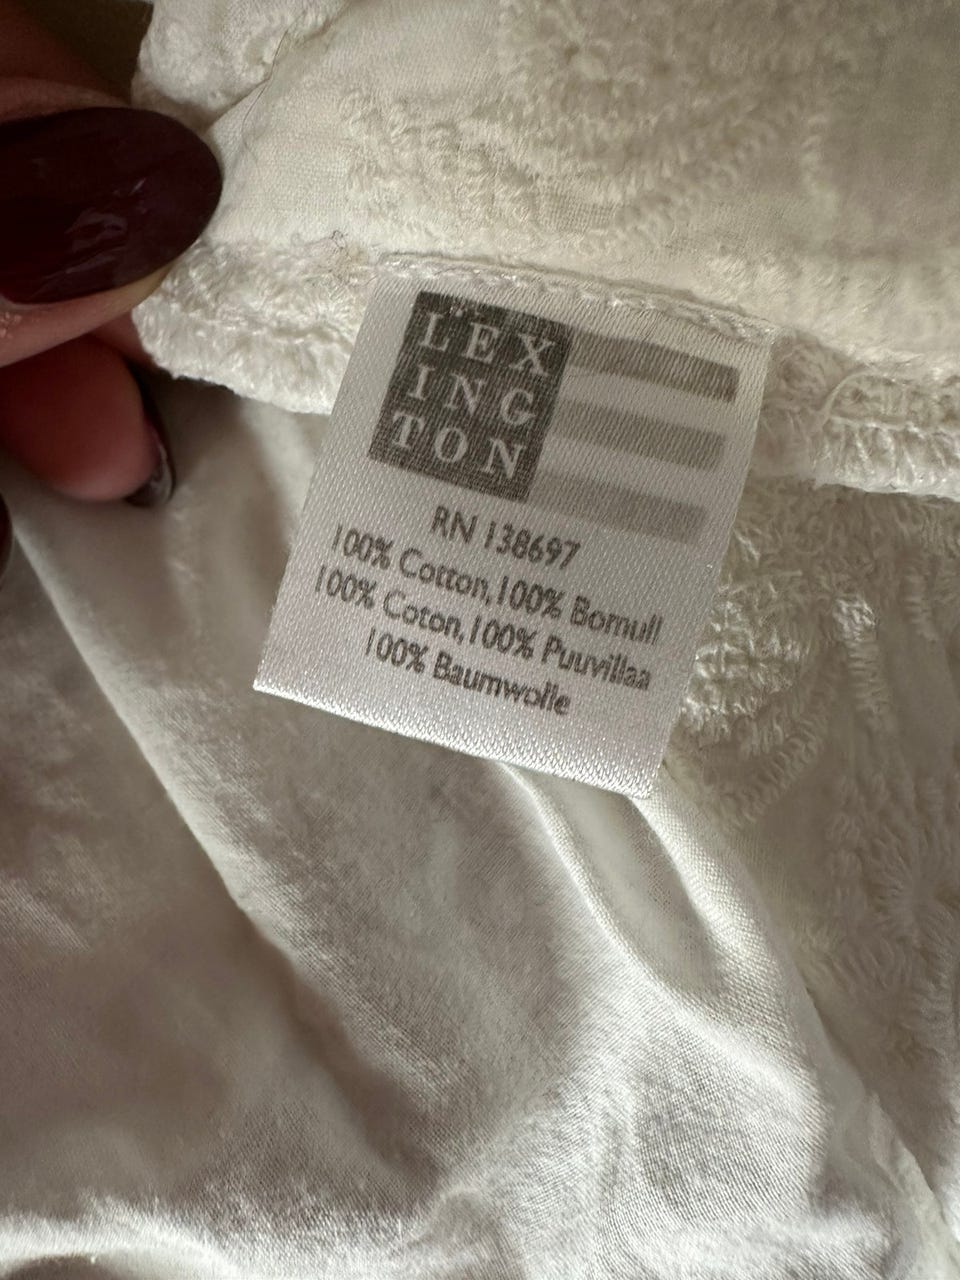 LEX
ING
TON
RN 138697
100% Cotton,100% Bomull
100% Coton,100% Puuvillaa
100% Baumwolle